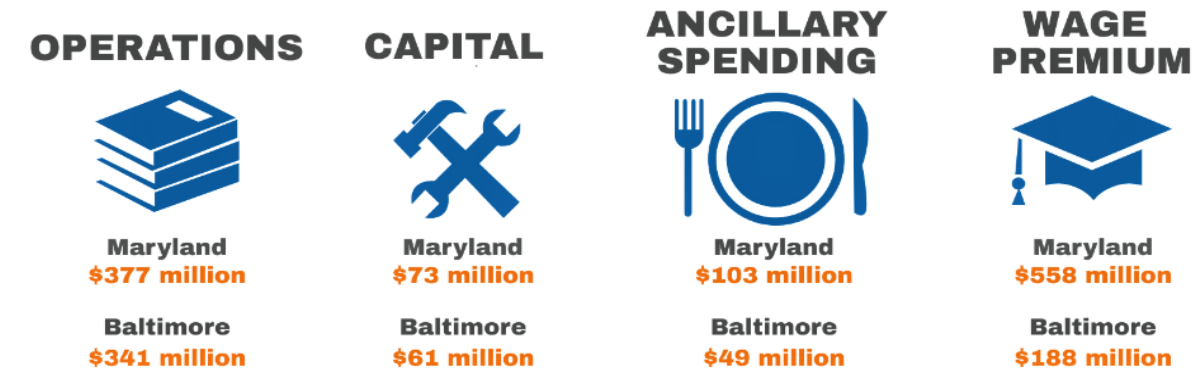 OPERATIONS
Maryland
$377 million
Baltimore
$341 million
CAPITAL
Maryland
$73 million
Baltimore
$61 million
ANCILLARY
SPENDING
Maryland
$103 million
Baltimore
$49 million
WAGE
PREMIUM
Maryland
$558 million
Baltimore
$188 million